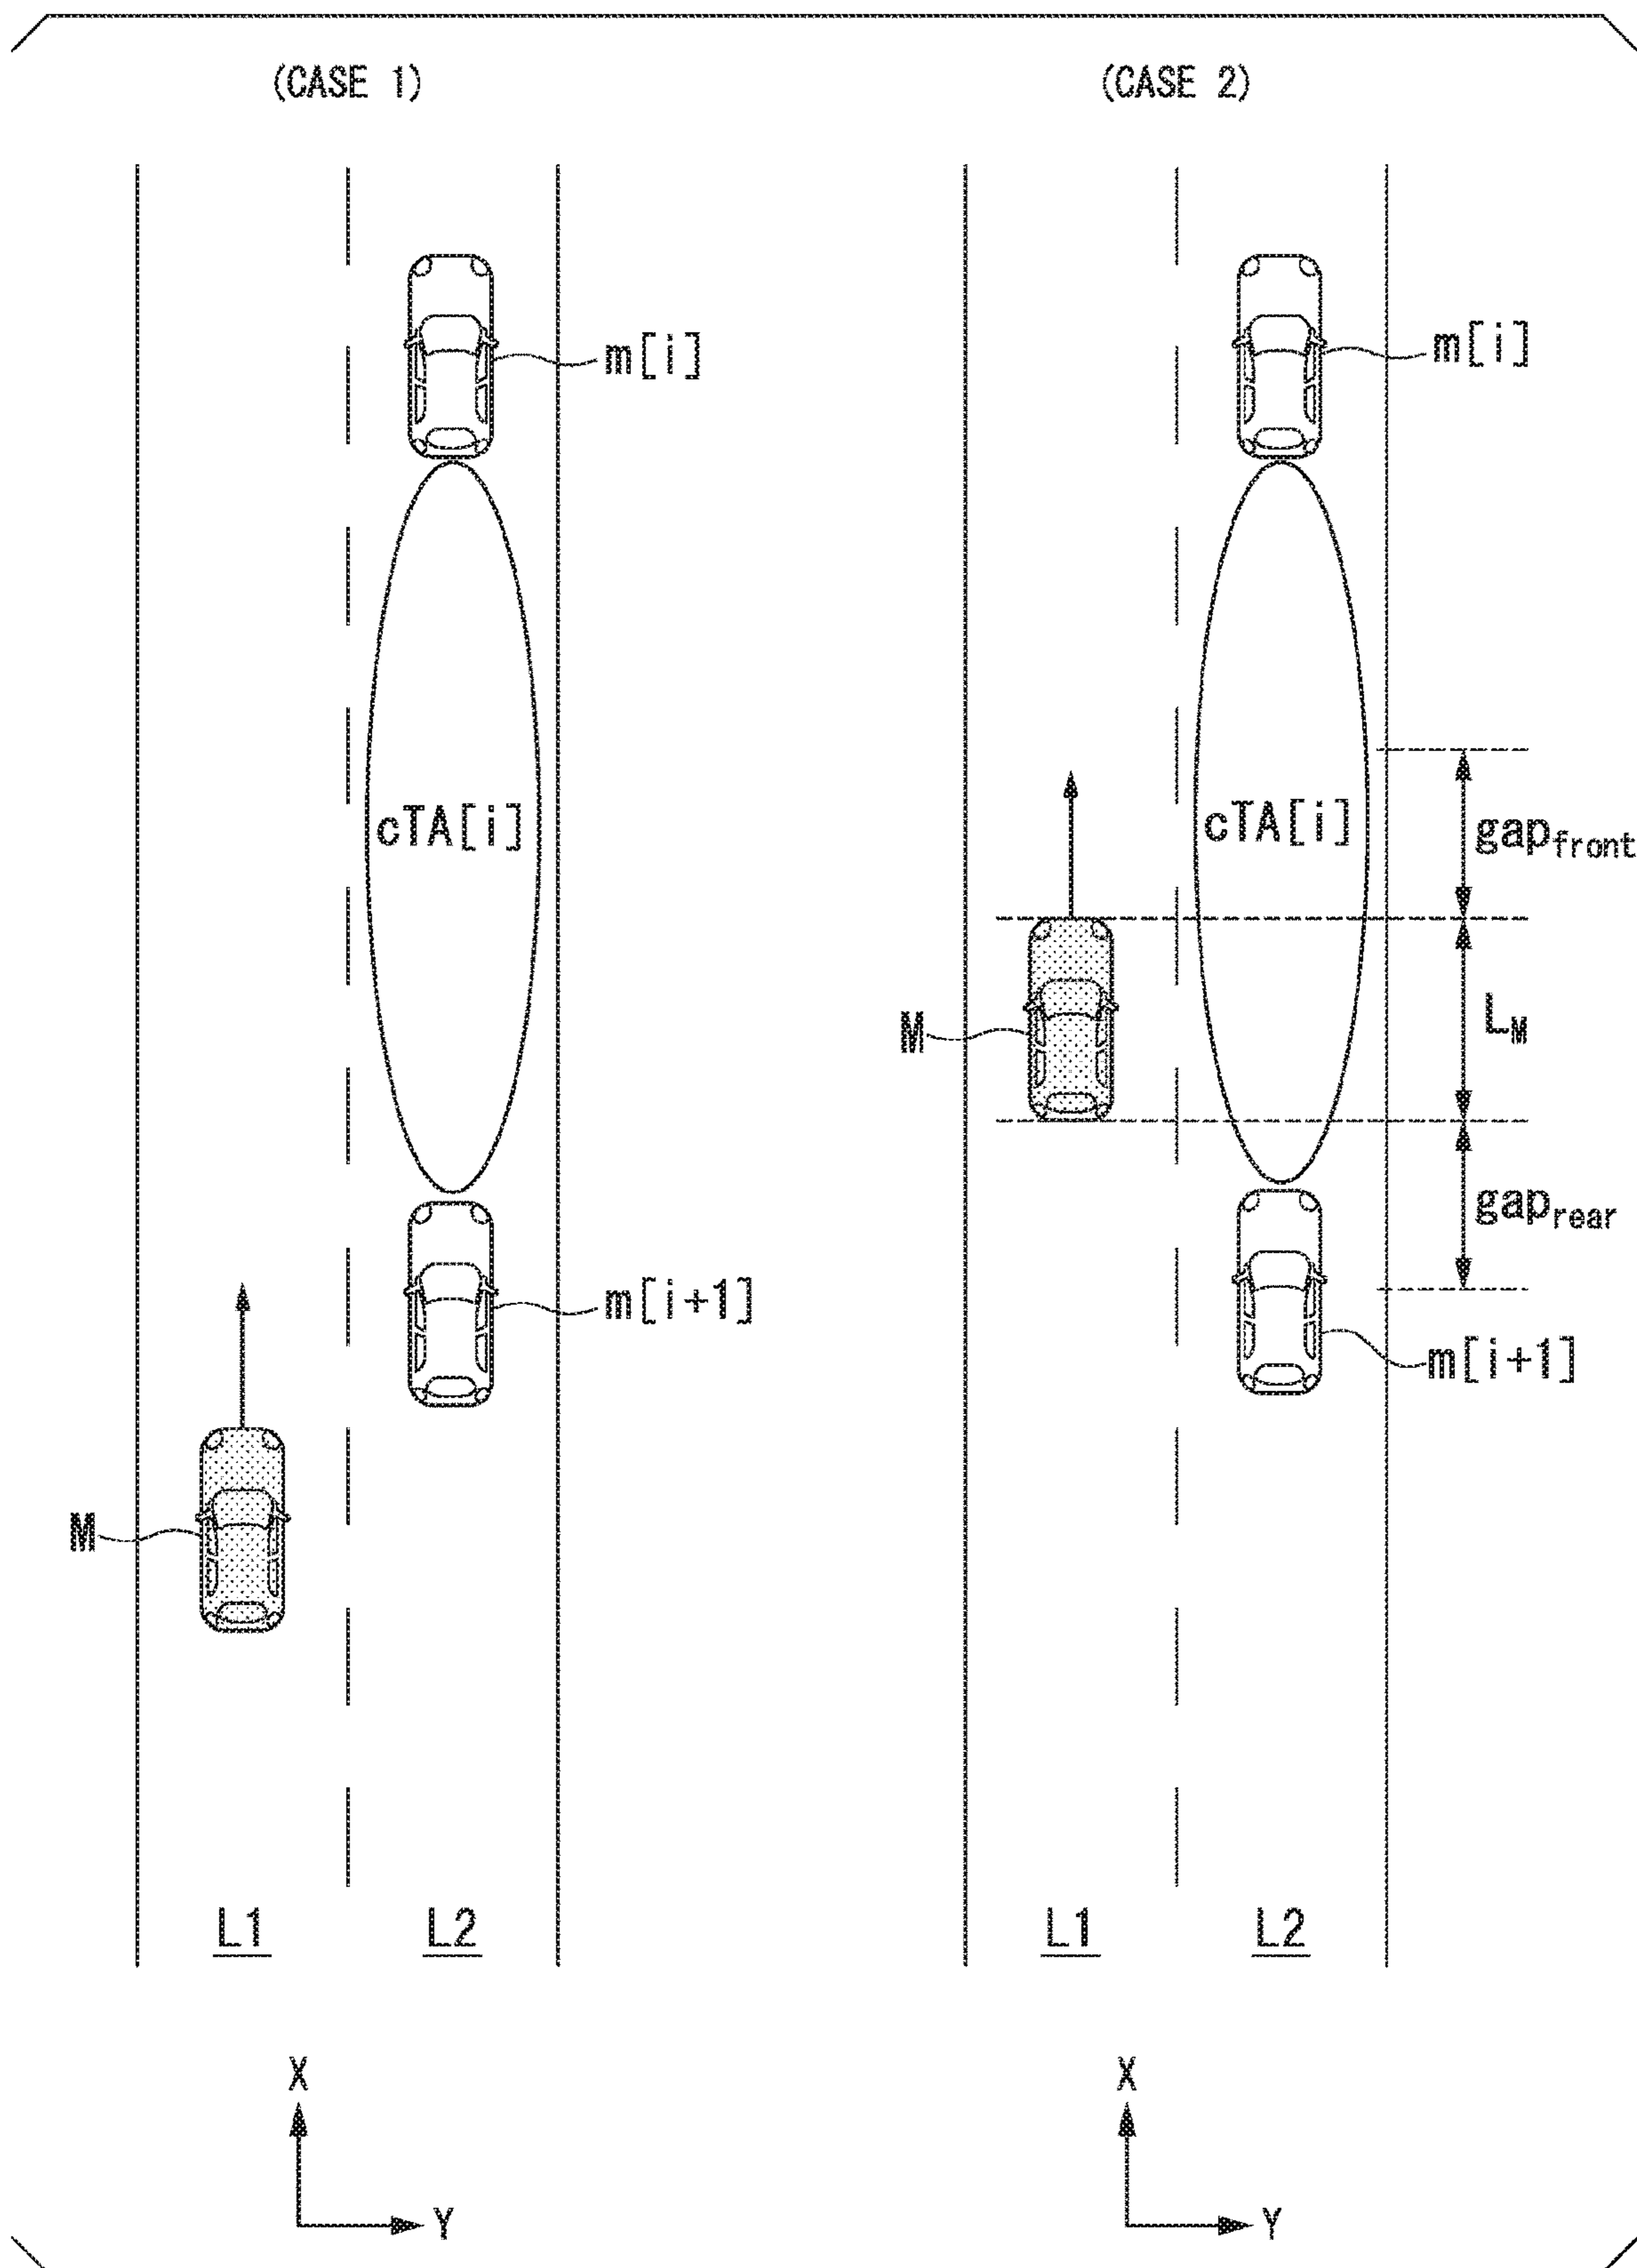 (CASE 1)
m[i]
cTA[i]
m[i+1]
M
L1
L2
X
Y
(CASE 2)
m[i]
cTA[i]
gapfront
M
LM
gaprear
m[i+1]
L1
L2
X
Y